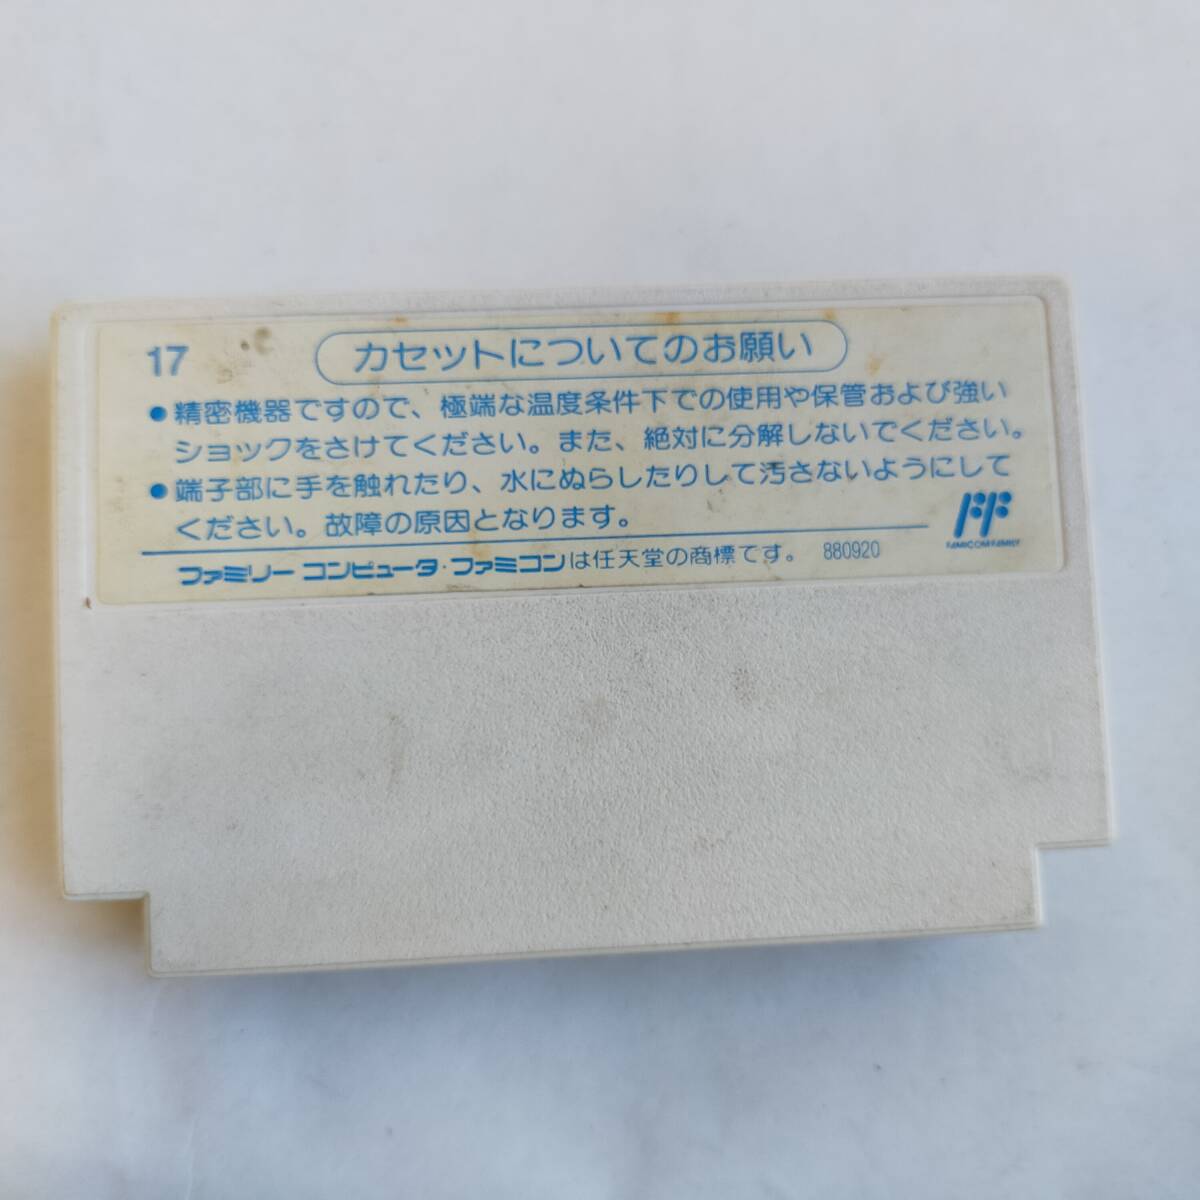 17
カセットについてのお願い
●精密機器ですので、極端な温度条件下での使用や保管および強い
ショックをさけてください。また、絶対に分解しないでください。
●端子部に手を触れたり、水にぬらしたりして汚さないようにして
ください。故障の原因となります。
FF
FAMICOM FAMILY
ファミリー コンピュータ・ファミコンは任天堂の商標です。 880920